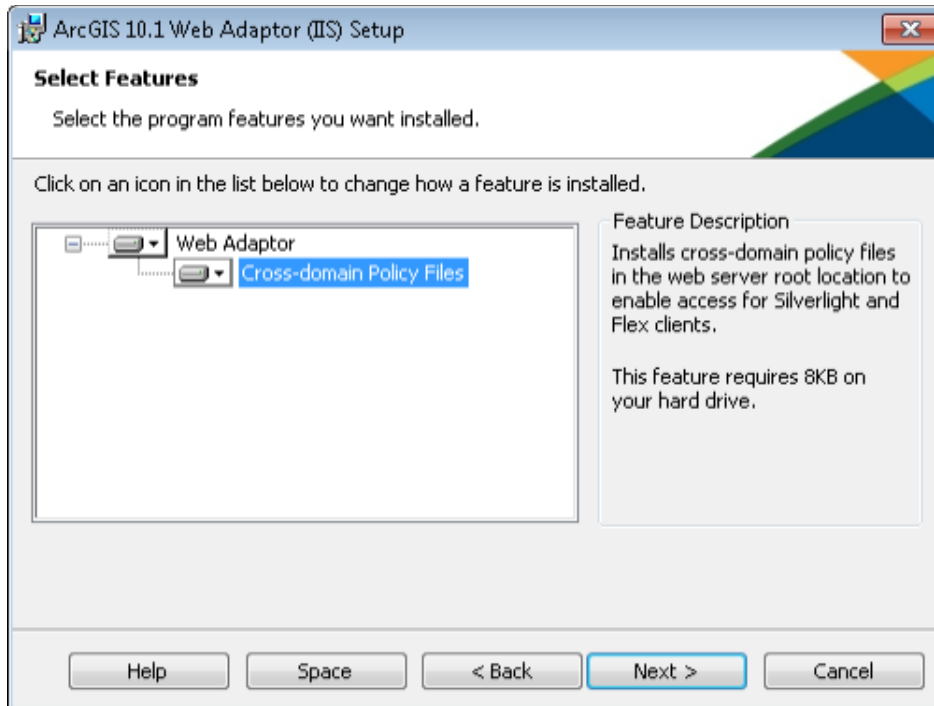 ArcGIS 10.1 Web Adaptor (IIS) Setup
Select Features
Select the program features you want installed.
Click on an icon in the list below to change how a feature is installed.
Web Adaptor
Cross-domain Policy Files
Feature Description
Installs cross-domain policy files
in the web server root location to
enable access for Silverlight and
Flex clients.
This feature requires 8KB on
your hard drive.
Help
Space
< Back
Next >
Cancel